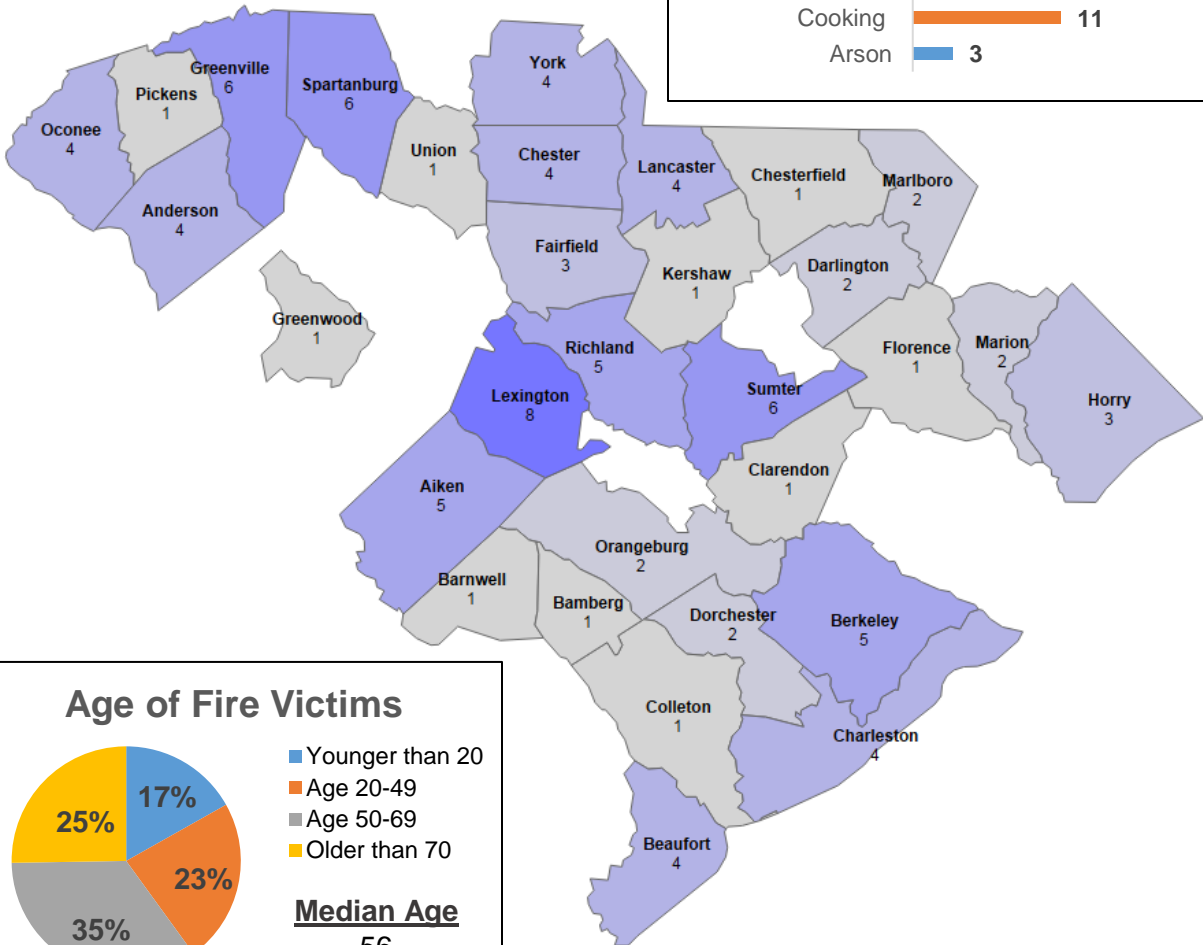 Cooking 11
Arson 3
York
4
Greenville
6
Spartanburg
6
Pickens
1
Oconee
4
Union
1
Chester
4
Lancaster
4
Chesterfield
1
Marlboro
2
Anderson
4
Fairfield
3
Kershaw
1
Darlington
2
Greenwood
1
Richland
5
Florence
1
Marion
2
Lexington
8
Sumter
6
Horry
3
Clarendon
1
Aiken
5
Orangeburg
2
Barnwell
1
Bamberg
1
Dorchester
2
Berkeley
5
Colleton
1
Charleston
4
Beaufort
4
Age of Fire Victims
Younger than 20
Age 20-49
Age 50-69
Older than 70
17%
25%
23%
35%
Median Age
56